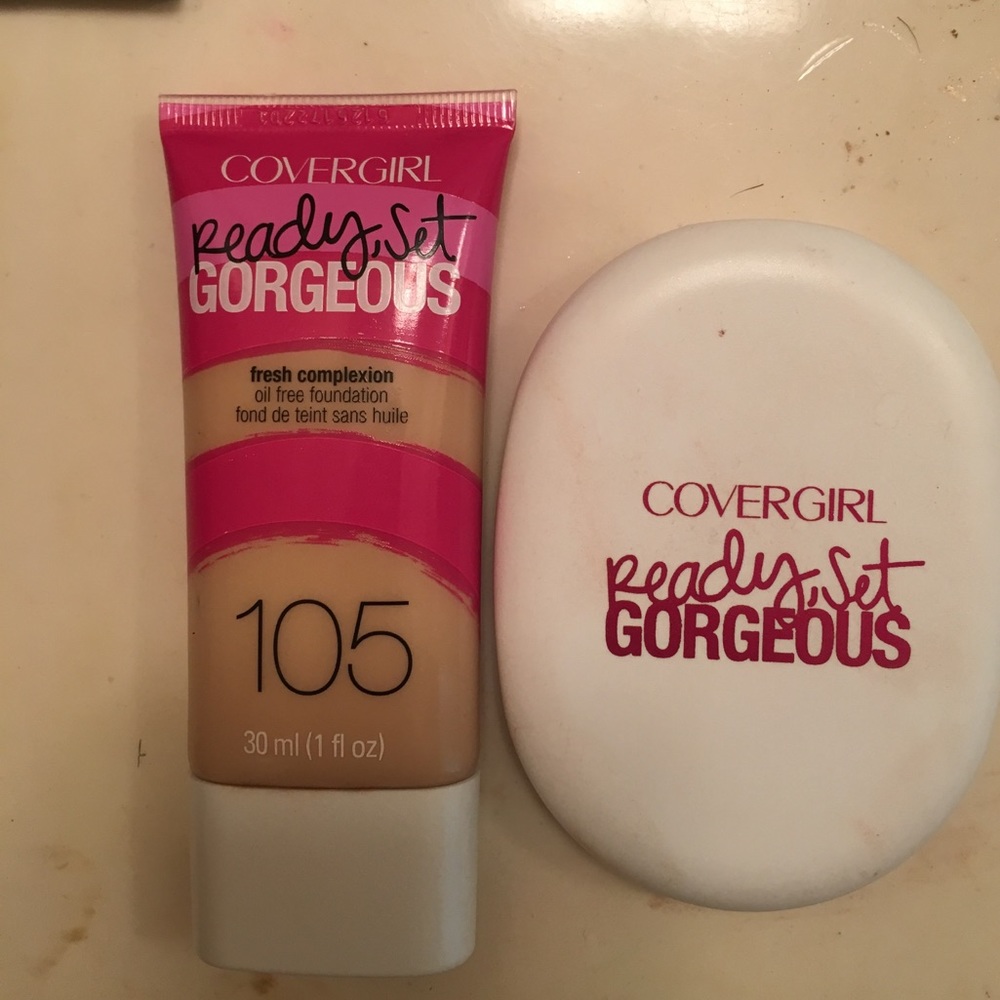 COVERGIRL
Ready, Set
GORGEOUS
fresh complexion
oil free foundation
fond de teint sans huile
105
30 ml (1 fl oz)
COVERGIRL
Ready, Set
GORGEOUS